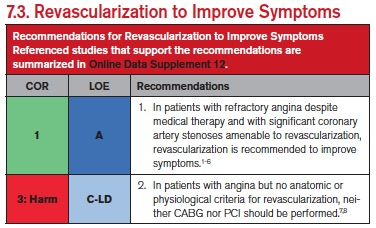 7.3. Revascularization to Improve Symptoms
Recommendations for Revascularization to Improve Symptoms
Referenced studies that support the recommendations are
summarized in Online Data Supplement 12.
COR LOE Recommendations
1 A 1. In patients with refractory angina despite
medical therapy and with significant coronary
artery stenoses amenable to revascularization,
revascularization is recommended to improve
symptoms.1-6
3: Harm C-LD 2. In patients with angina but no anatomic or
physiological criteria for revascularization, nei-
ther CABG nor PCI should be performed.7,8